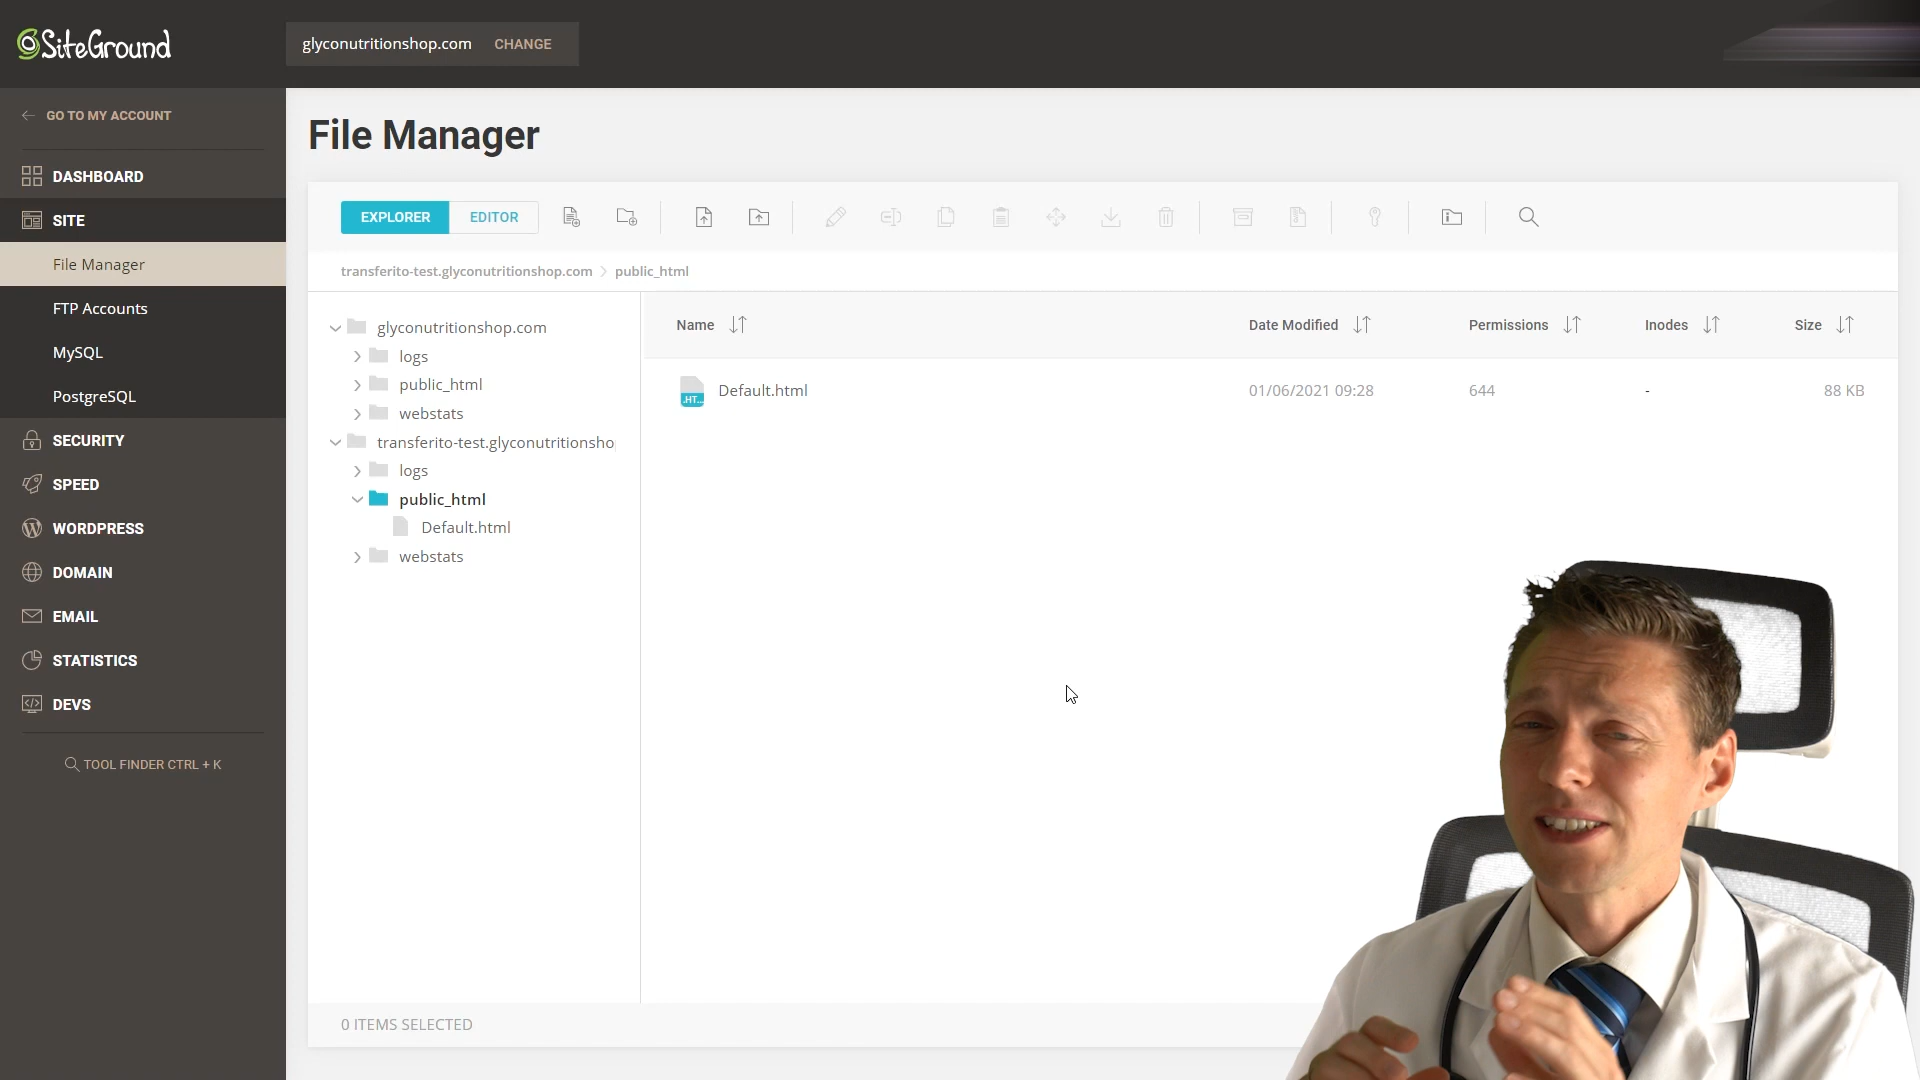 SiteGround
glyconutritionshop.com CHANGE
GO TO MY ACCOUNT
DASHBOARD
SITE
File Manager
FTP Accounts
MySQL
PostgreSQL
SECURITY
SPEED
WORDPRESS
DOMAIN
EMAIL
STATISTICS
DEVS
TOOL FINDER CTRL + K
File Manager
EXPLORER EDITOR
transferito-test.glyconutritionshop.com > public_html
glyconutritionshop.com
logs
public_html
webstats
transferito-test.glyconutritionsho
logs
public_html
Default.html
webstats
Name Date Modified Permissions Inodes Size
.HT... Default.html 01/06/2021 09:28 644 - 88 KB
0 ITEMS SELECTED